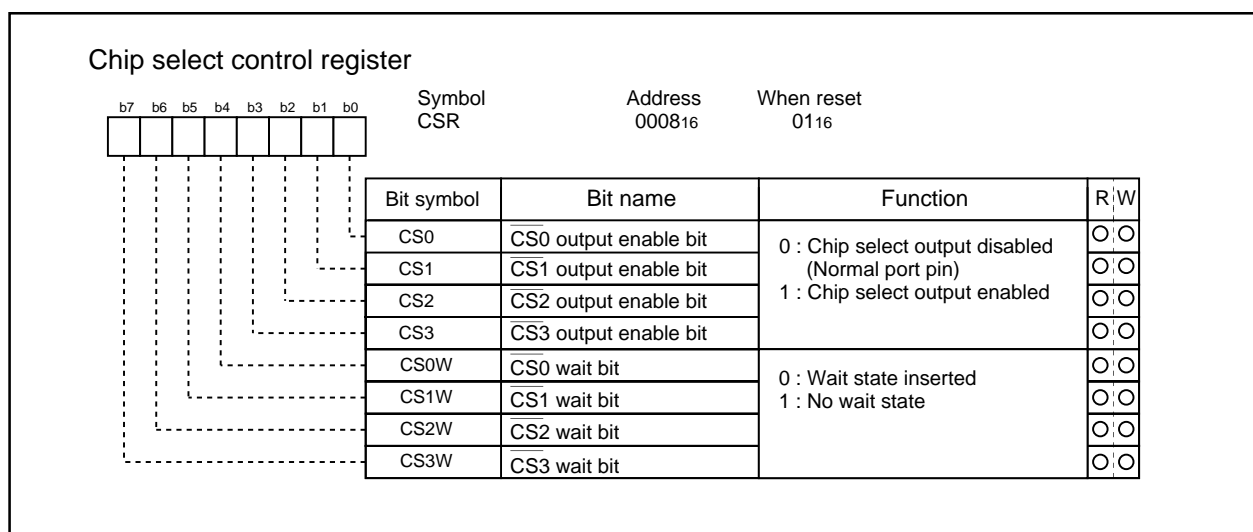 Chip select control register
b7 b6 b5 b4 b3 b2 b1 b0
Symbol Address When reset
CSR 000816 0116
Bit symbol Bit name Function R W
CS0 CS0 output enable bit
CS1 CS1 output enable bit
CS2 CS2 output enable bit
CS3 CS3 output enable bit
0 : Chip select output disabled
(Normal port pin)
1 : Chip select output enabled
CS0W CS0 wait bit
CS1W CS1 wait bit
CS2W CS2 wait bit
CS3W CS3 wait bit
0 : Wait state inserted
1 : No wait state